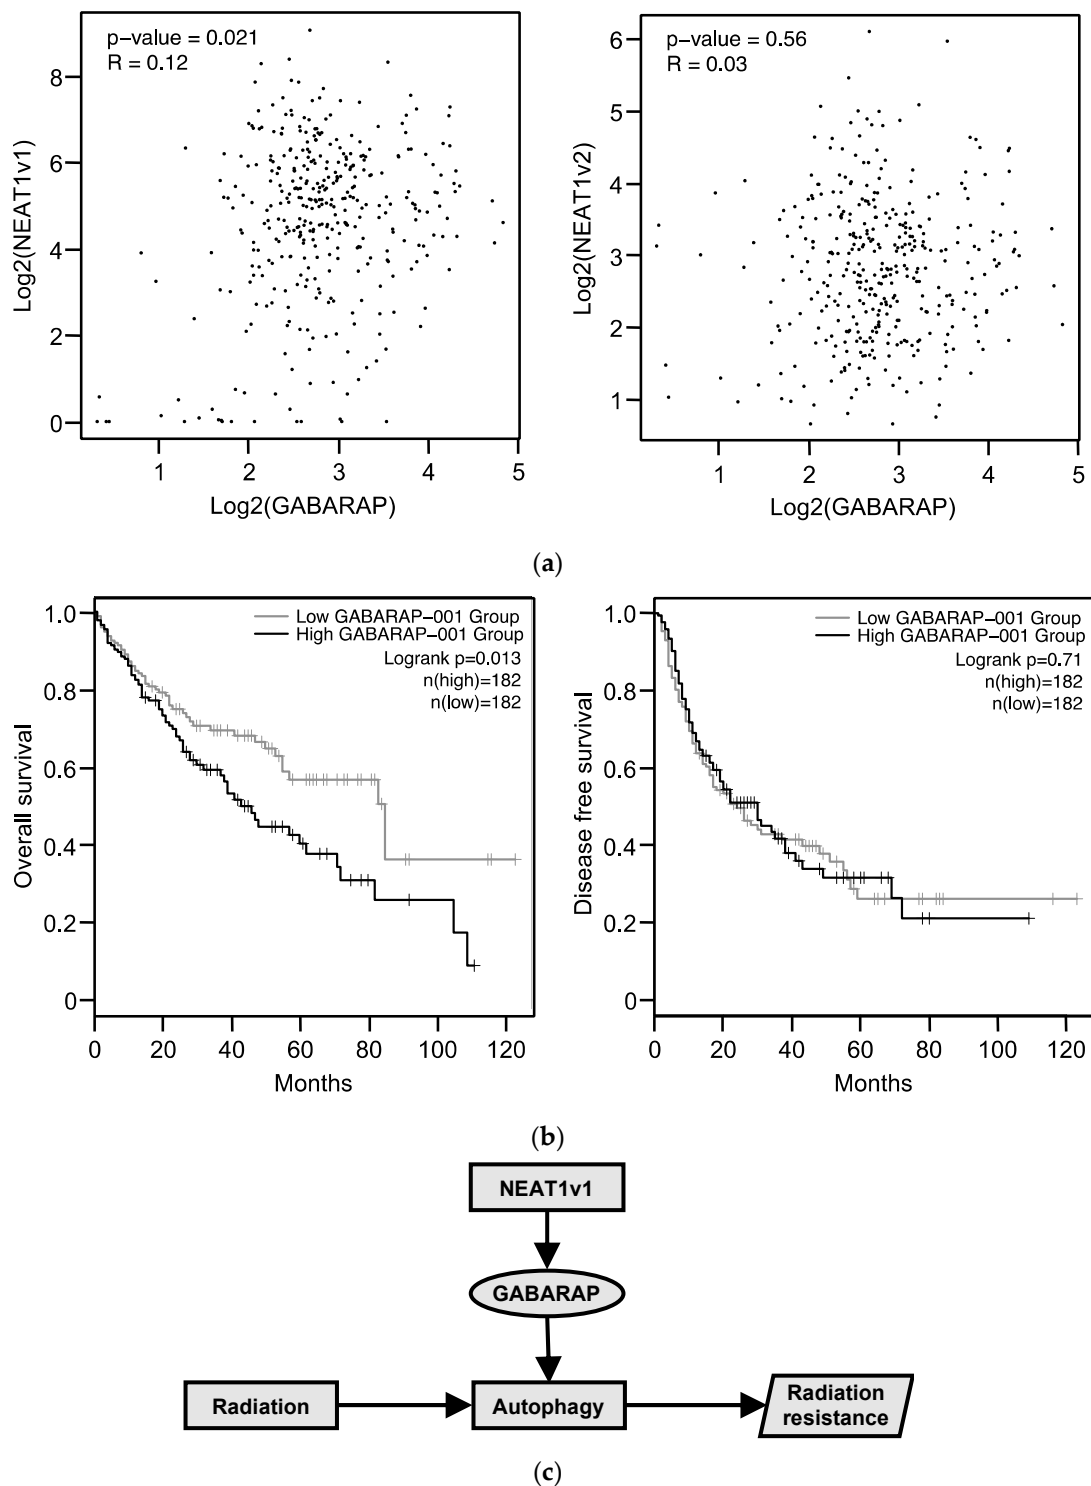 p-value = 0.021
R = 0.12
8
6
4
2
0
Log2(NEAT1v1)
1 2 3 4 5
Log2(GABARAP)
p-value = 0.56
R = 0.03
6
5
4
3
2
1
Log2(NEAT1v2)
1 2 3 4 5
Log2(GABARAP)
(a)
1.0
0.8
0.6
0.4
0.2
0
Overall survival
Low GABARAP-001 Group
High GABARAP-001 Group
Logrank p=0.013
n(high)=182
n(low)=182
0 20 40 60 80 100 120
Months
1.0
0.8
0.6
0.4
0.2
0
Disease free survival
Low GABARAP-001 Group
High GABARAP-001 Group
Logrank p=0.71
n(high)=182
n(low)=182
0 20 40 60 80 100 120
Months
(b)
NEAT1v1
GABARAP
Radiation
Autophagy
Radiation
resistance
(c)